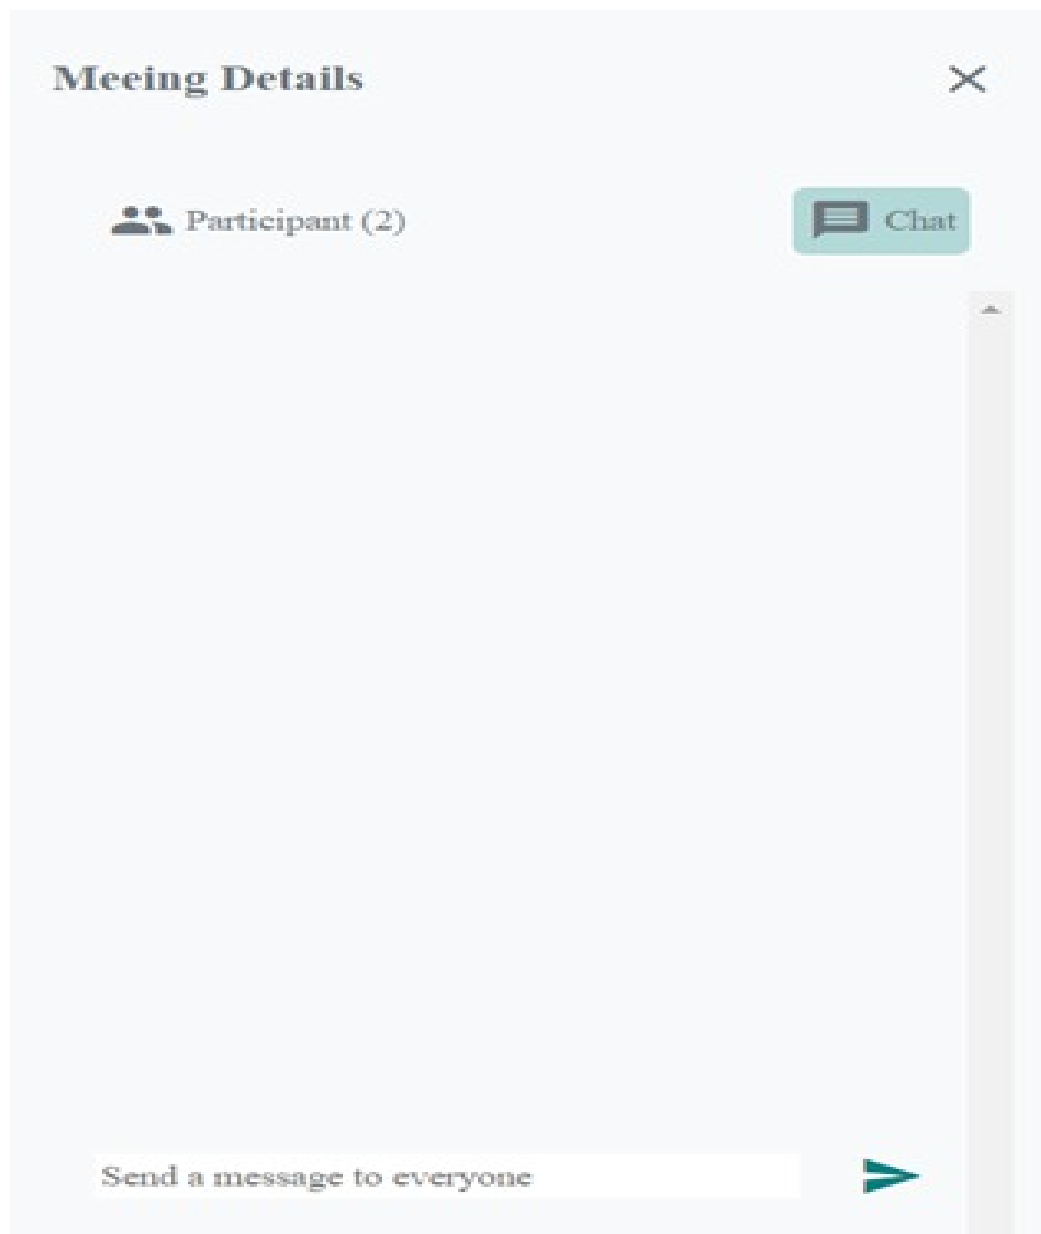 Meeing Details
Participant (2)
Chat
Send a message to everyone